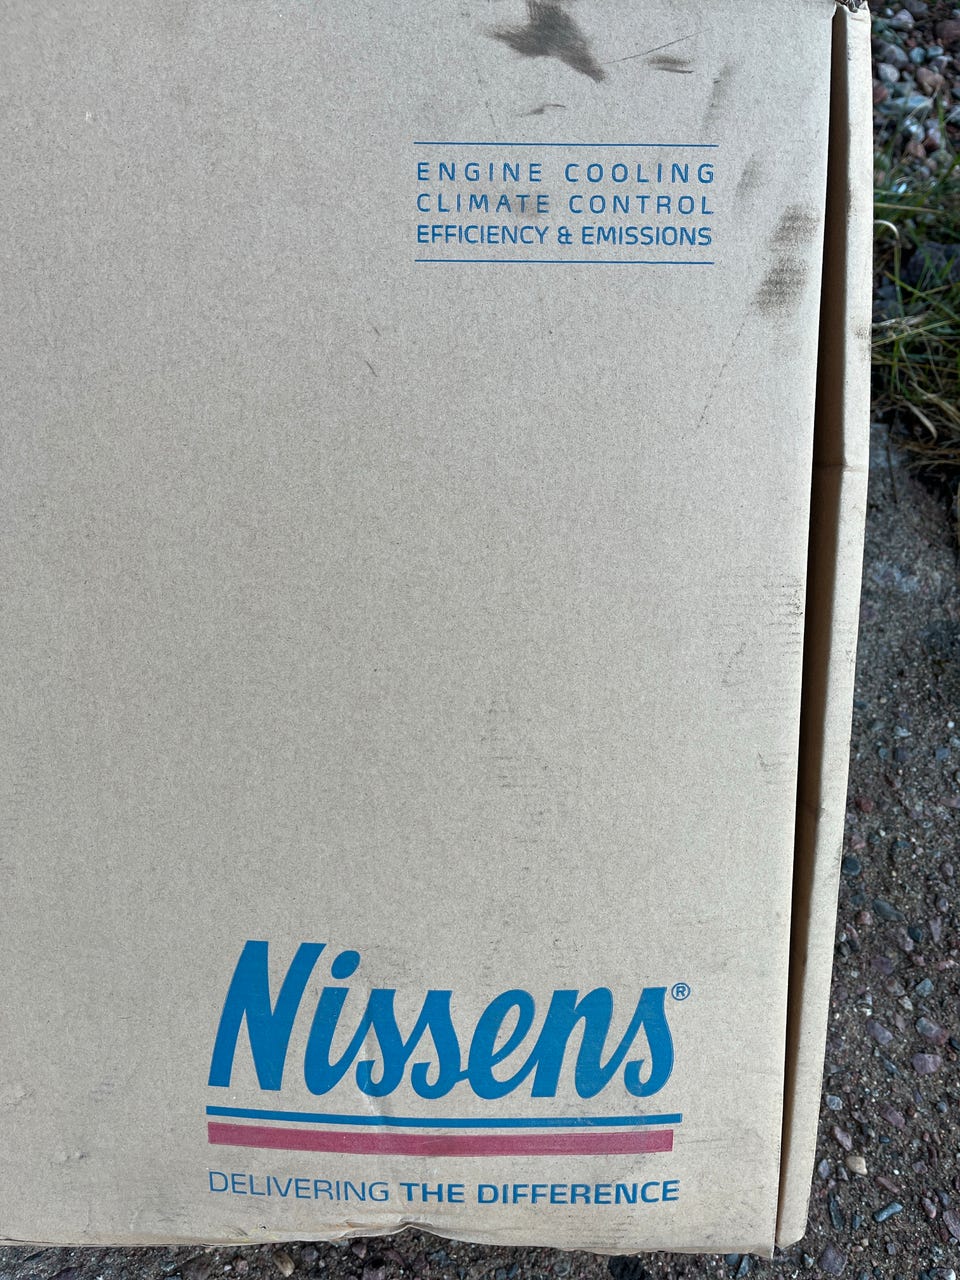 ENGINE COOLING
CLIMATE CONTROL
EFFICIENCY & EMISSIONS
Nissens®
DELIVERING THE DIFFERENCE